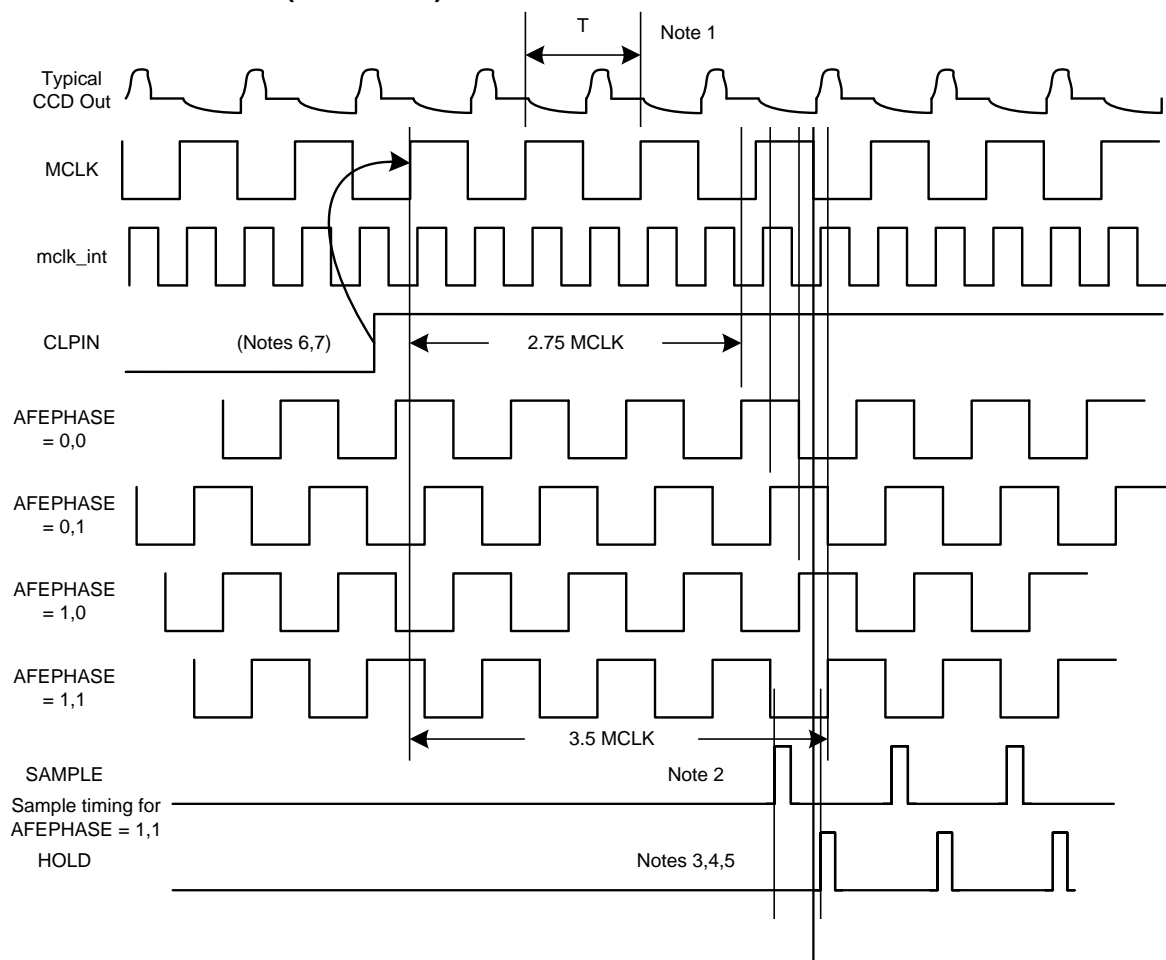 T
Note 1
Typical
CCD Out
MCLK
mclk_int
CLPIN
(Notes 6,7)
2.75 MCLK
AFEPHASE
= 0,0
AFEPHASE
= 0,1
AFEPHASE
= 1,0
AFEPHASE
= 1,1
3.5 MCLK
SAMPLE
Note 2
Sample timing for
AFEPHASE = 1,1
HOLD
Notes 3,4,5